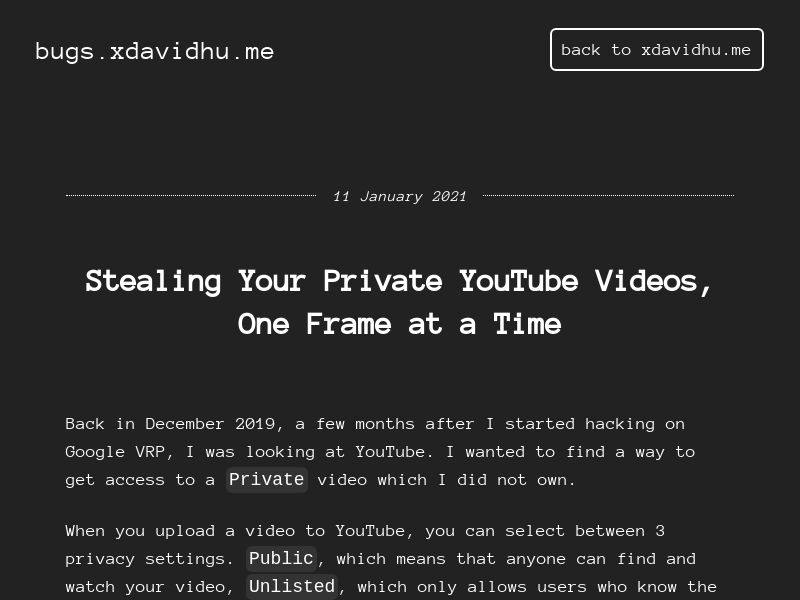 bugs.xdavidhu.me
back to xdavidhu.me
11 January 2021
Stealing Your Private YouTube Videos,
One Frame at a Time
Back in December 2019, a few months after I started hacking on
Google VRP, I was looking at YouTube. I wanted to find a way to
get access to a Private video which I did not own.
When you upload a video to YouTube, you can select between 3
privacy settings. Public, which means that anyone can find and
watch your video, Unlisted, which only allows users who know the